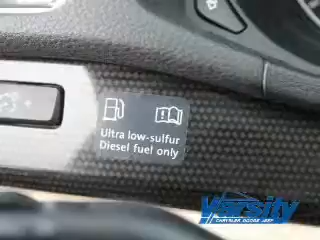 Ultra low-sulfur
Diesel fuel only
Varsity
CHRYSLER DODGE JEEP